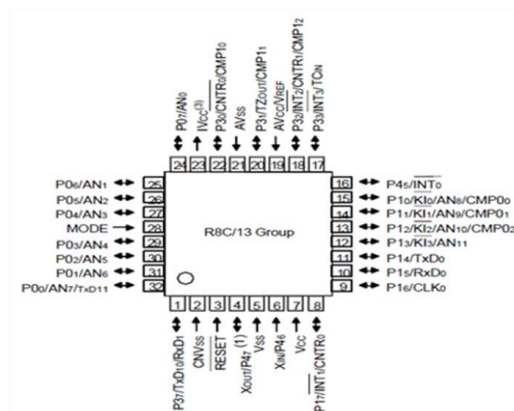 P07/AN0
IVCC(3)
P30/CNTR0/CMP10
AVSS
P31/TZOUT/CMP11
AVCC/VREF
P32/INT2/CNTR1/CMP12
P33/INT3/TCIN
24 23 22 21 20 19 18 17
P06/AN1 25
P05/AN2 26
P04/AN3 27
MODE 28
P03/AN4 29
P02/AN5 30
P01/AN6 31
P00/AN7/TxD11 32
R8C/13 Group
16 P45/INT0
15 P10/KI0/AN8/CMP00
14 P11/KI1/AN9/CMP01
13 P12/KI2/AN10/CMP02
12 P13/KI3/AN11
11 P14/TxD0
10 P15/RxD0
9 P16/CLK0
1 2 3 4 5 6 7 8
P37/TxD10/RxD1
CNVSS
RESET
XOUT/P47(1)
VSS
XIN/P46
VCC
P17/INT1/CNTR0